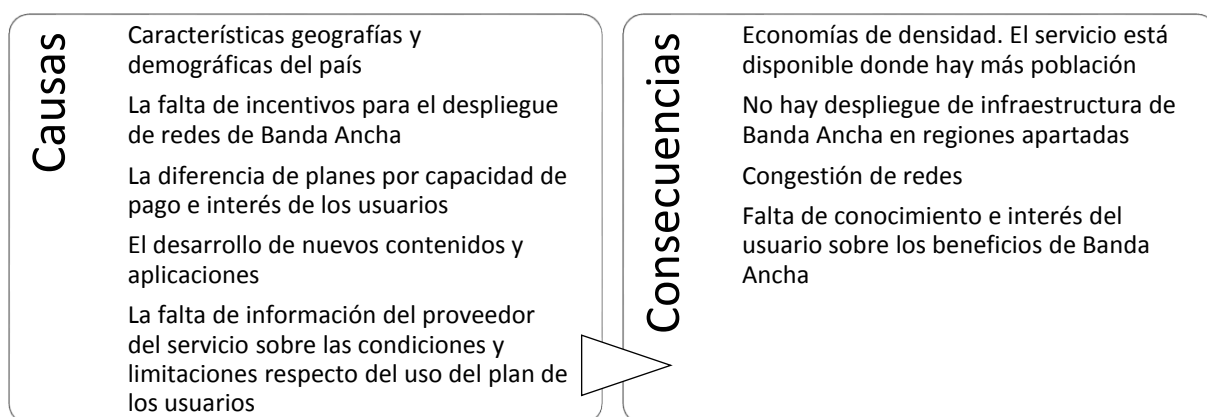 Causas
Características geografías y
demográficas del país
La falta de incentivos para el despliegue
de redes de Banda Ancha
La diferencia de planes por capacidad de
pago e interés de los usuarios
El desarrollo de nuevos contenidos y
aplicaciones
La falta de información del proveedor
del servicio sobre las condiciones y
limitaciones respecto del uso del plan de
los usuarios
Consecuencias
Economías de densidad. El servicio está
disponible donde hay más población
No hay despliegue de infraestructura de
Banda Ancha en regiones apartadas
Congestión de redes
Falta de conocimiento e interés del
usuario sobre los beneficios de Banda
Ancha